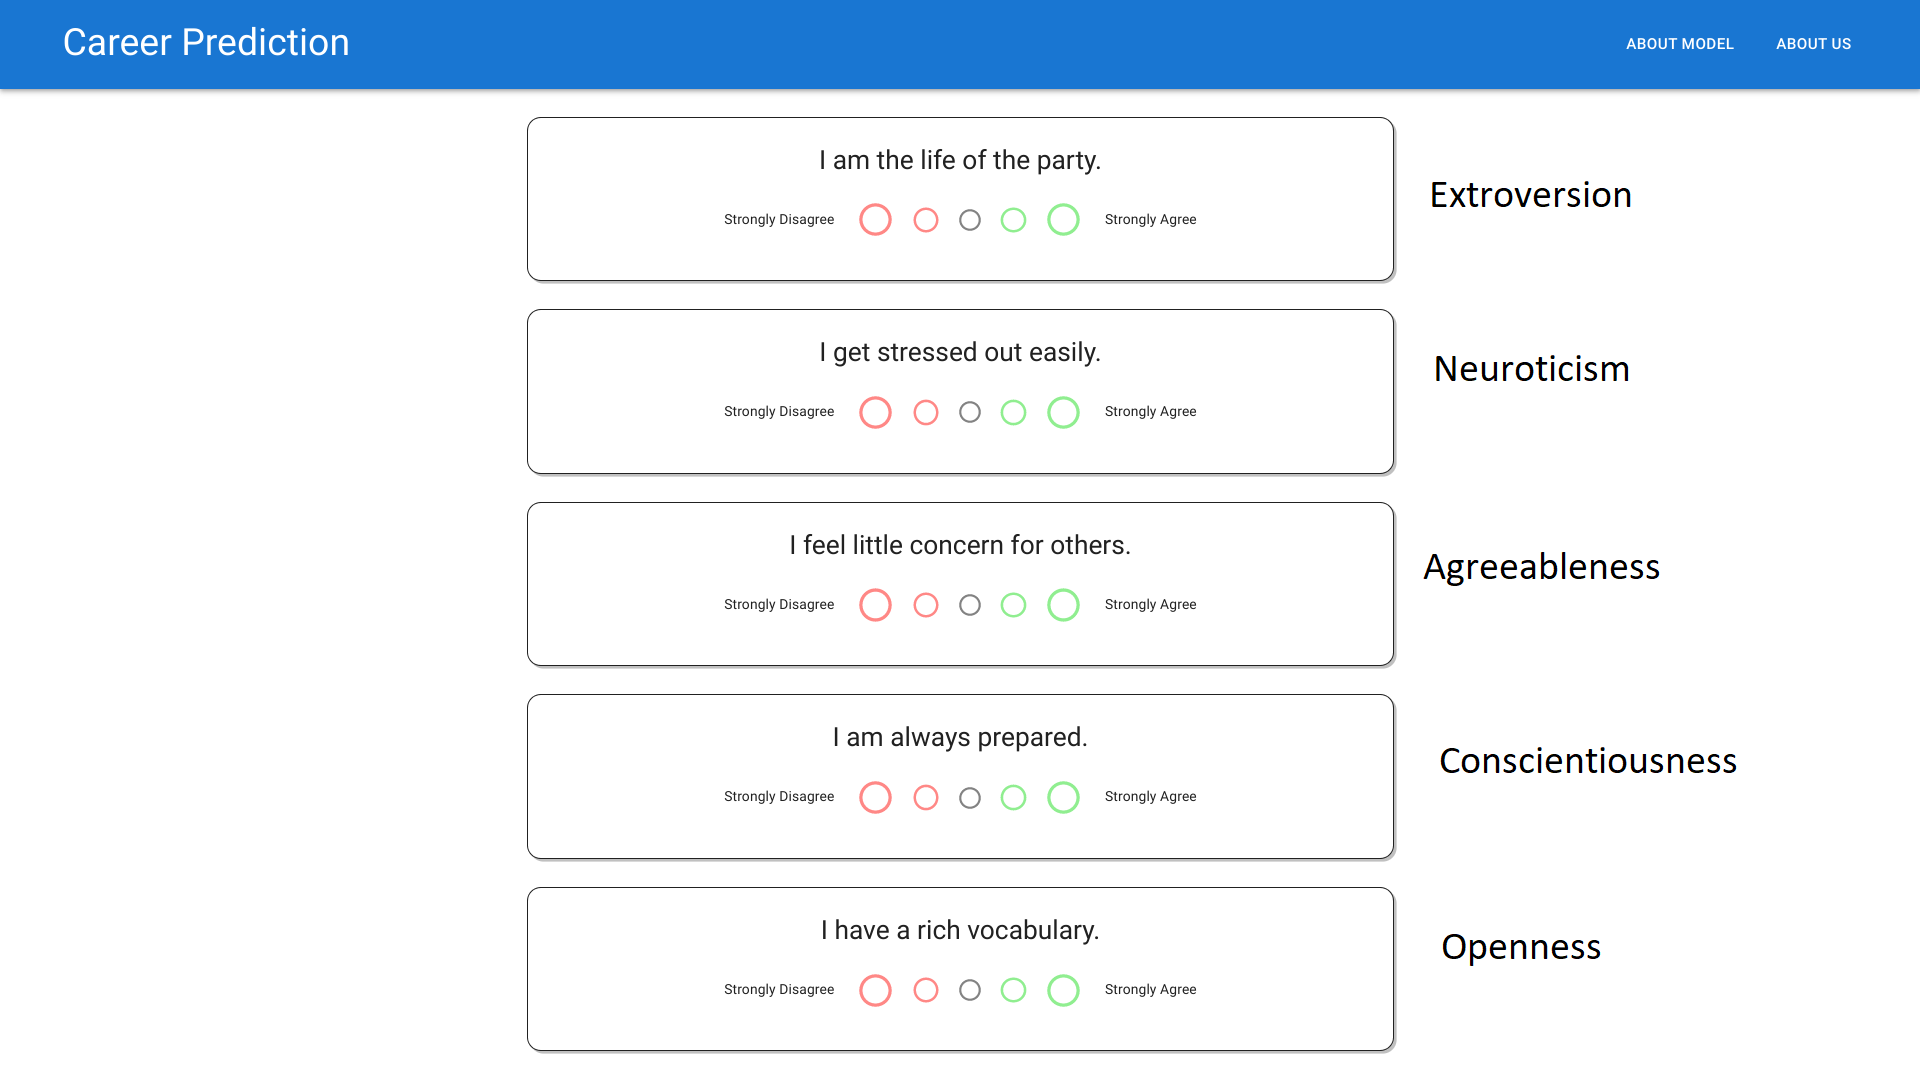 Career Prediction
ABOUT MODEL
ABOUT US
I am the life of the party.
Strongly Disagree
Strongly Agree
Extroversion
I get stressed out easily.
Strongly Disagree
Strongly Agree
Neuroticism
I feel little concern for others.
Strongly Disagree
Strongly Agree
Agreeableness
I am always prepared.
Strongly Disagree
Strongly Agree
Conscientiousness
I have a rich vocabulary.
Strongly Disagree
Strongly Agree
Openness